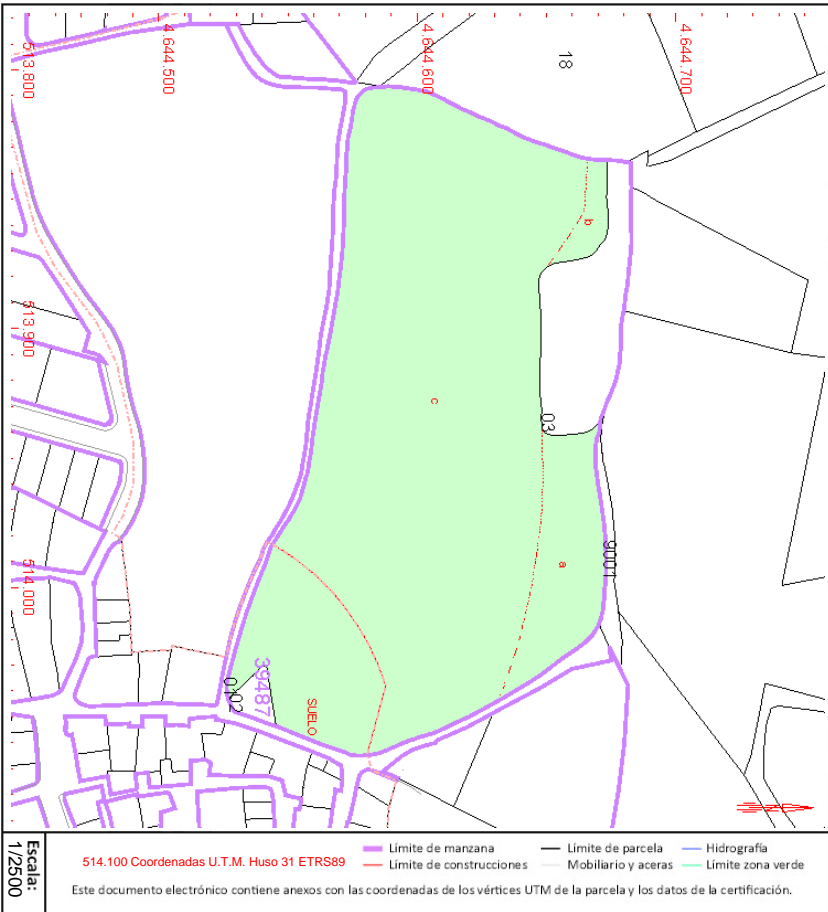 4.644.500
4.644.600
4.644.700
513.800
513.900
514.000
18
b
c
03
a
9001
39487
0102
SUELO
Escala:
1/2500
514.100 Coordenadas U.T.M. Huso 31 ETRS89
Límite de manzana
Límite de construcciones
Límite de parcela
Mobiliario y aceras
Hidrografía
Límite zona verde
Este documento electrónico contiene anexos con las coordenadas de los vértices UTM de la parcela y los datos de la certificación.